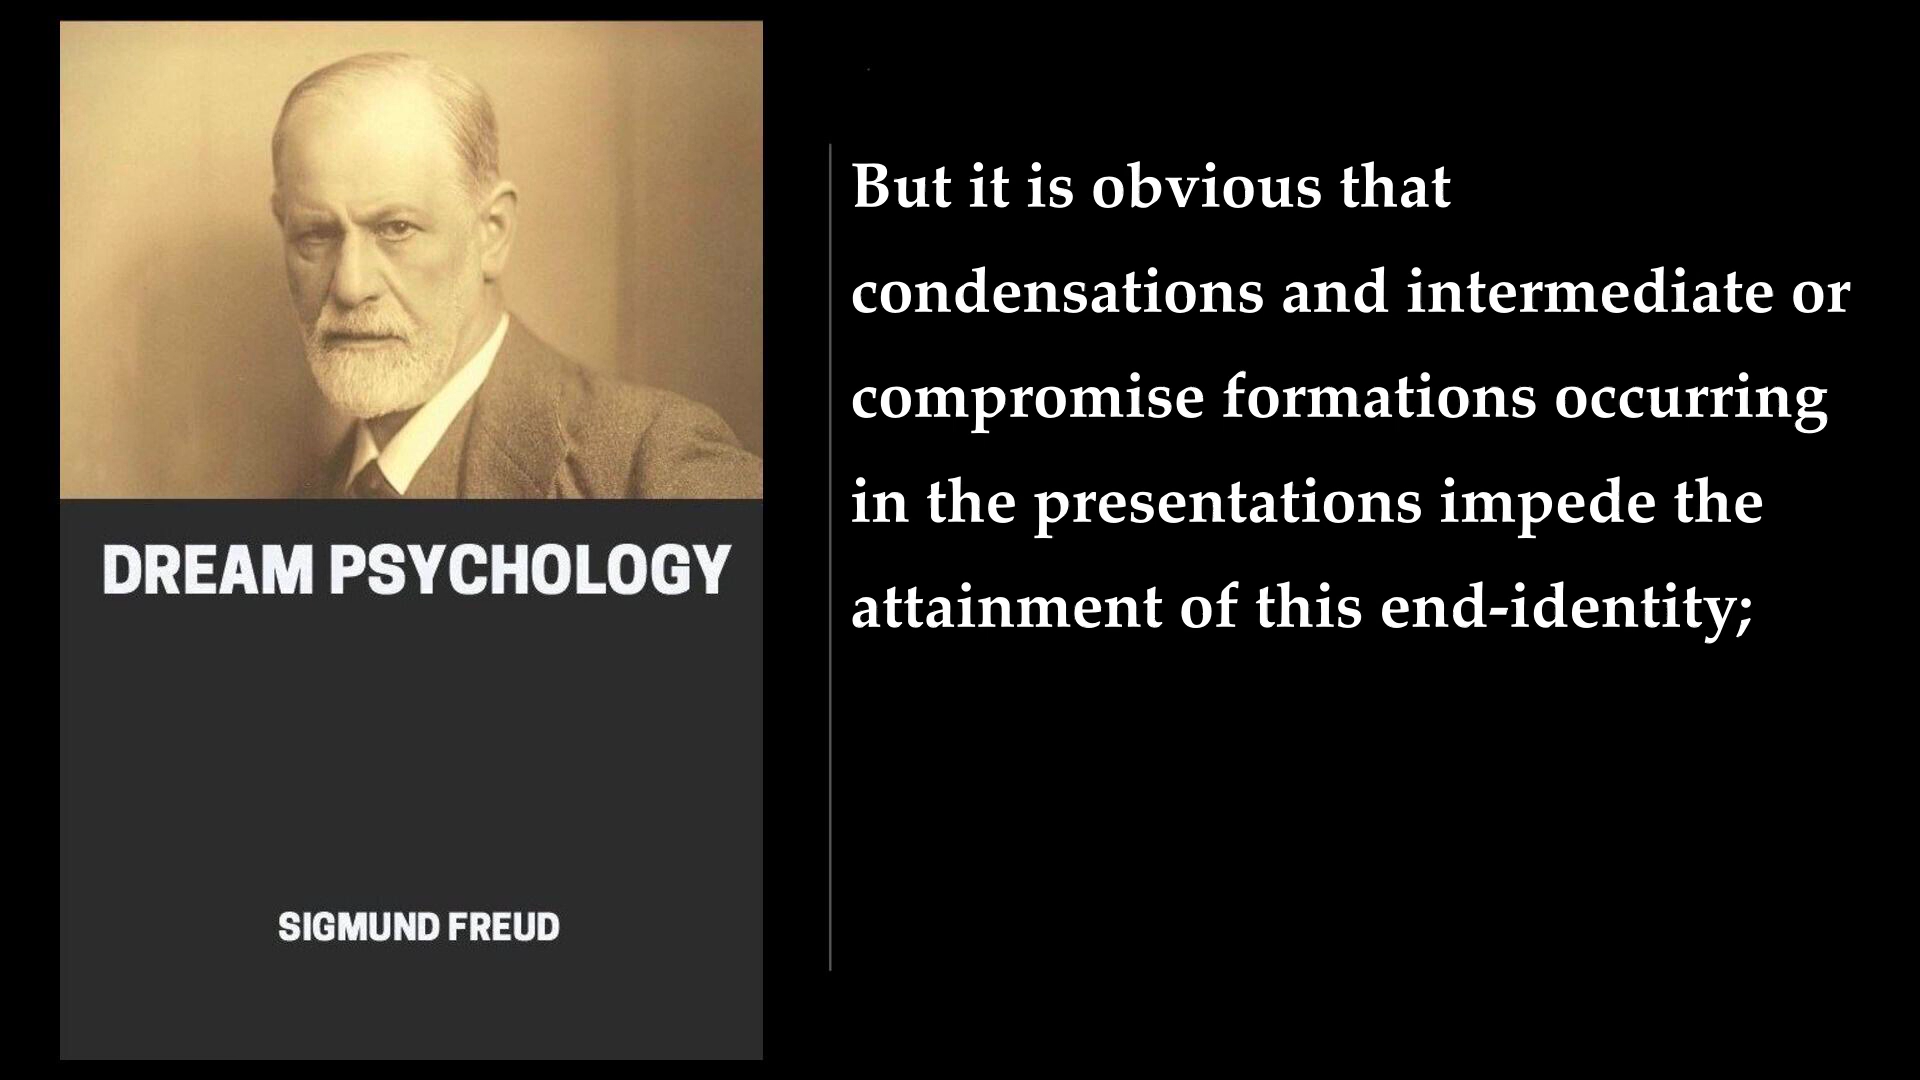 DREAM PSYCHOLOGY
SIGMUND FREUD
But it is obvious that
condensations and intermediate or
compromise formations occurring
in the presentations impede the
attainment of this end-identity;